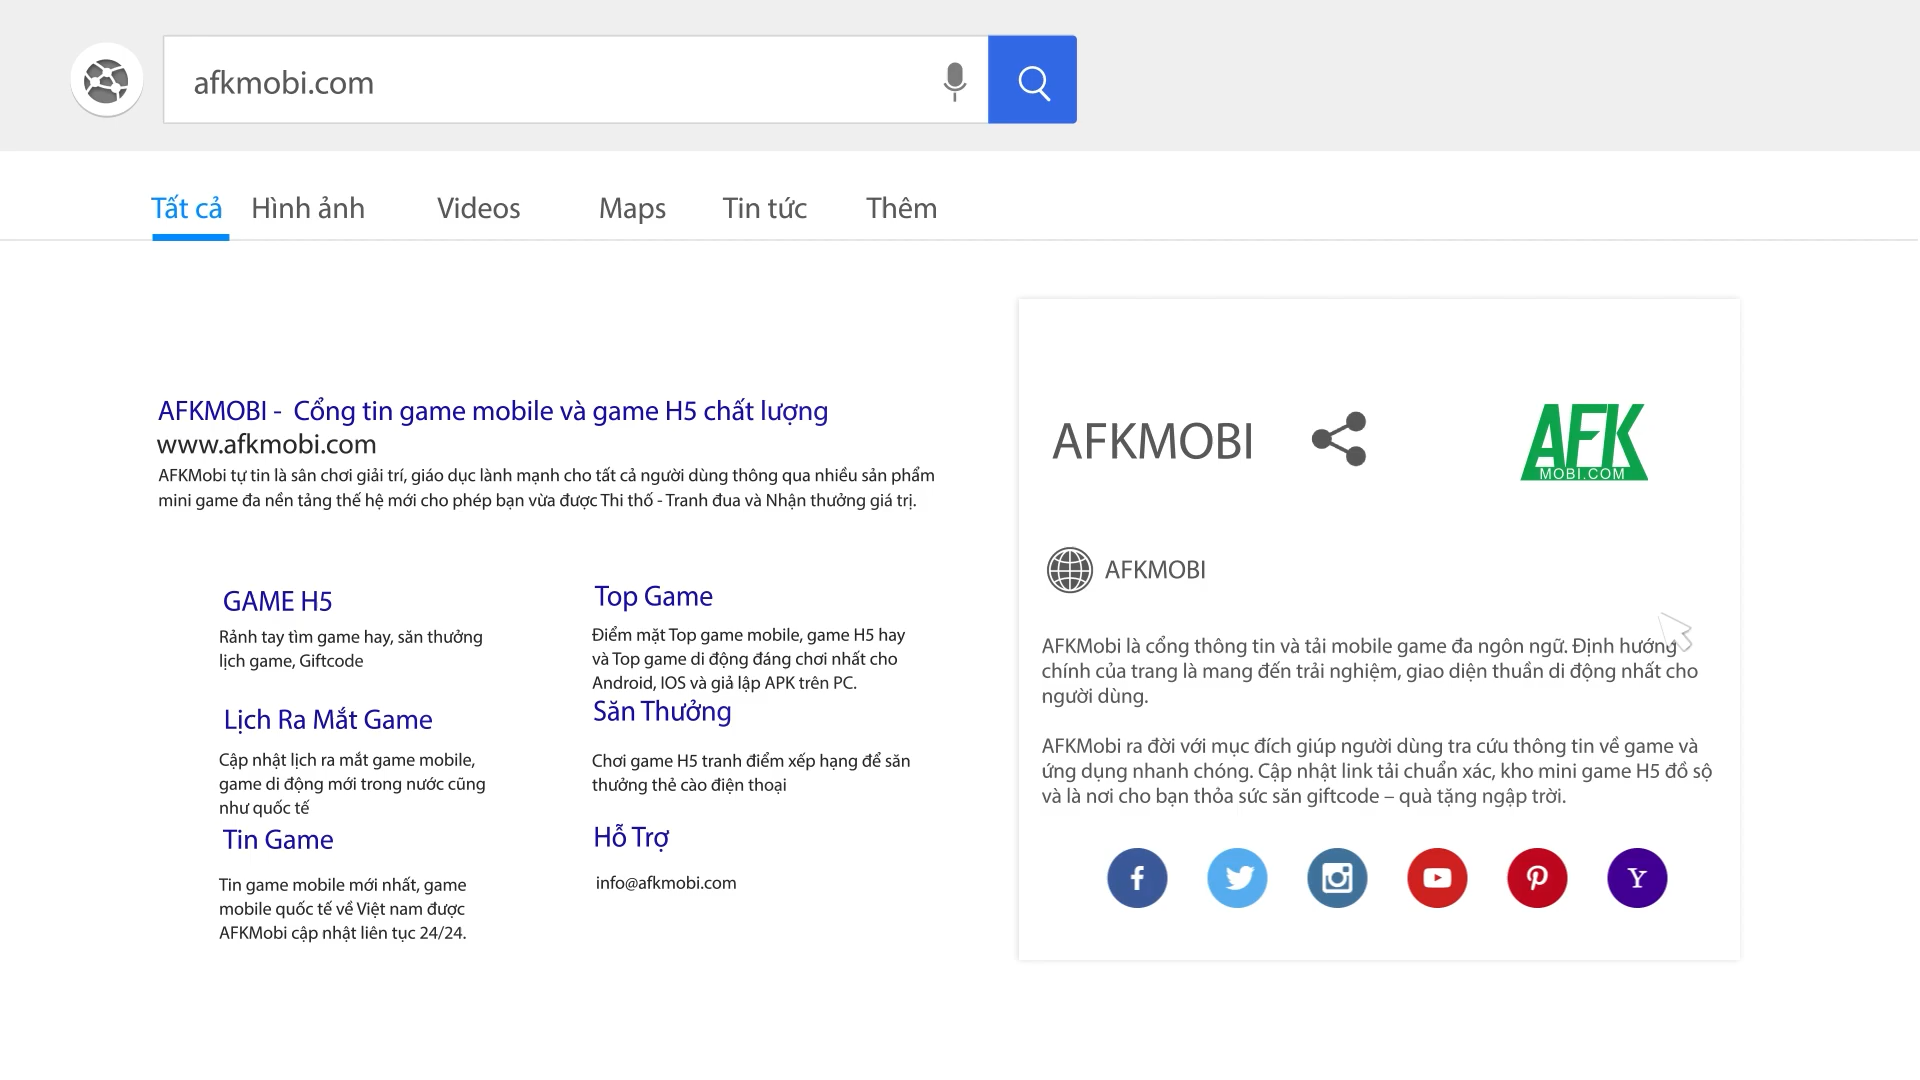 afkmobi.com
Tất cả
Hình ảnh
Videos
Maps
Tin tức
Thêm
AFKMOBI - Cổng tin game mobile và game H5 chất lượng
www.afkmobi.com
AFKMobi tự tin là sân chơi giải trí, giáo dục lành mạnh cho tất cả người dùng thông qua nhiều sản phẩm
mini game đa nền tảng thế hệ mới cho phép bạn vừa được Thi thố - Tranh đua và Nhận thưởng giá trị.
GAME H5
Rảnh tay tìm game hay, săn thưởng
lịch game, Giftcode
Lịch Ra Mắt Game
Cập nhật lịch ra mắt game mobile,
game di động mới trong nước cũng
như quốc tế
Tin Game
Tin game mobile mới nhất, game
mobile quốc tế về Việt nam được
AFKMobi cập nhật liên tục 24/24.
Top Game
Điểm mặt Top game mobile, game H5 hay
và Top game di động đáng chơi nhất cho
Android, IOS và giả lập APK trên PC.
Săn Thưởng
Chơi game H5 tranh điểm xếp hạng để săn
thưởng thẻ cào điện thoại
Hỗ Trợ
info@afkmobi.com
AFKMOBI
AFK
MOBI.COM
AFKMOBI
AFKMobi là cổng thông tin và tải mobile game đa ngôn ngữ. Định hướng
chính của trang là mang đến trải nghiệm, giao diện thuần di động nhất cho
người dùng.
AFKMobi ra đời với mục đích giúp người dùng tra cứu thông tin về game và
ứng dụng nhanh chóng. Cập nhật link tải chuẩn xác, kho mini game H5 đồ sộ
và là nơi cho bạn thỏa sức săn giftcode – quà tặng ngập trời.